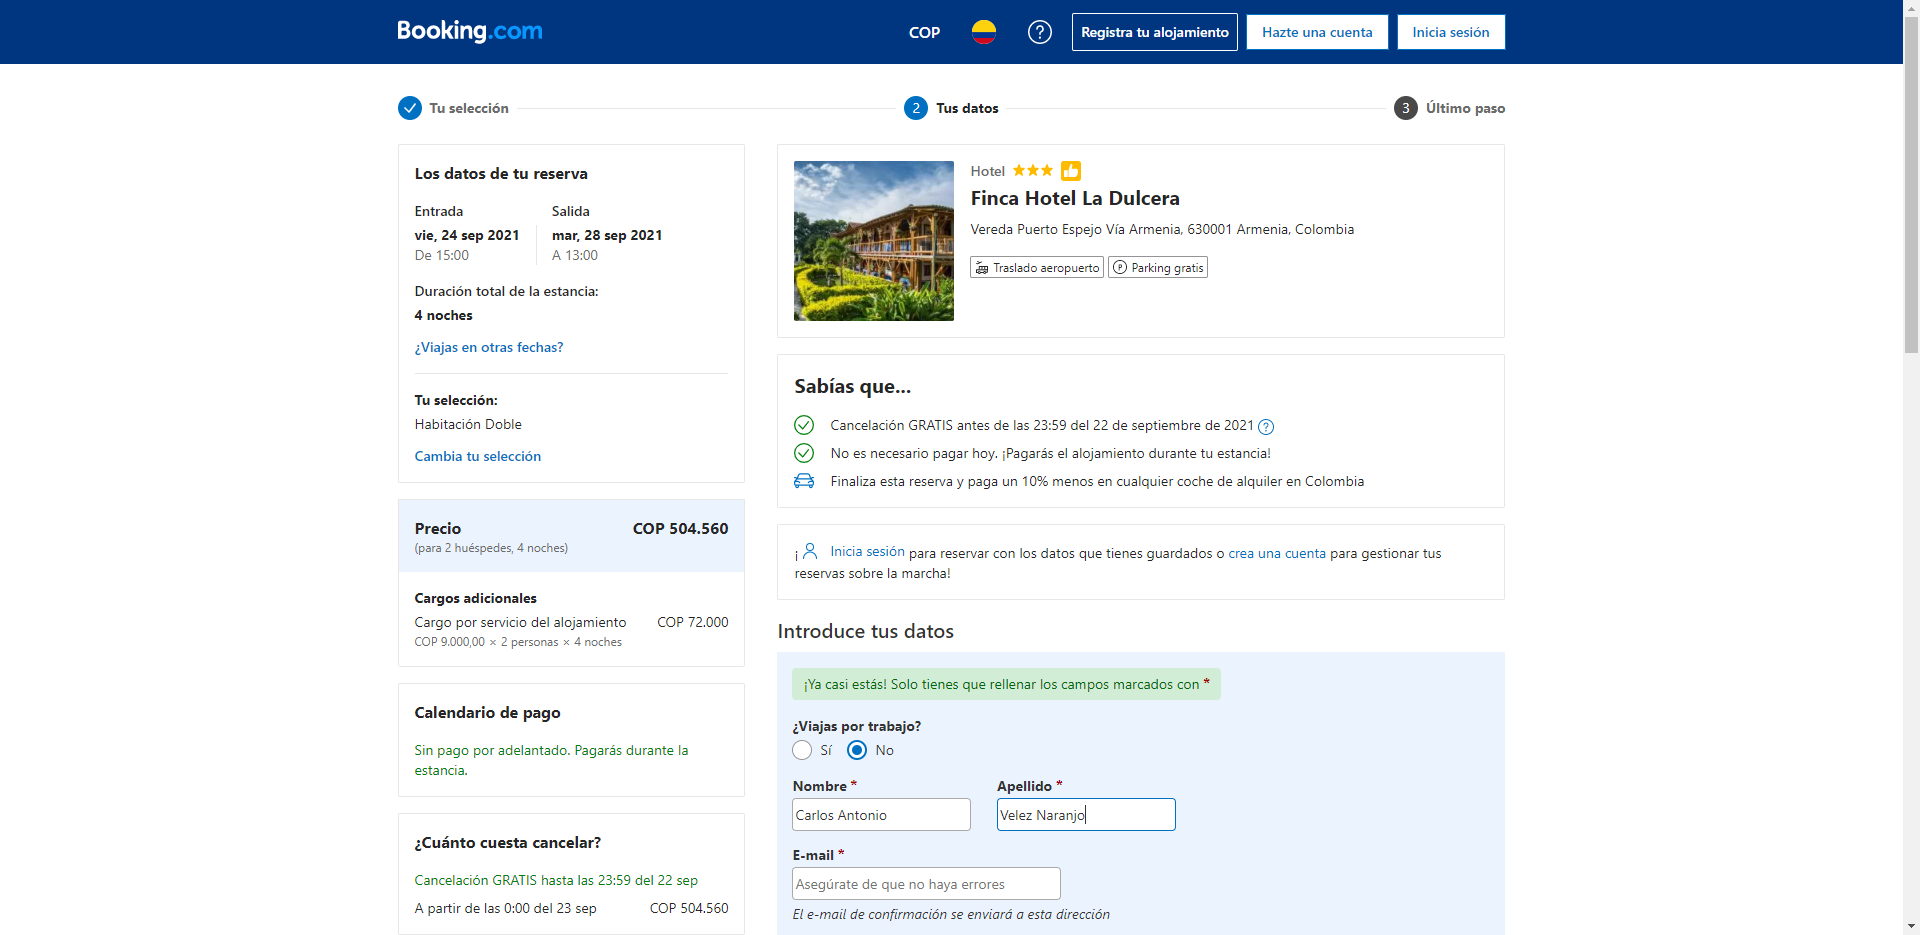 Booking.com
COP
Registra tu alojamiento
Hazte una cuenta
Inicia sesión
Tu selección
2 Tus datos
3 Último paso
Los datos de tu reserva
Entrada
vie, 24 sep 2021
De 15:00
Salida
mar, 28 sep 2021
A 13:00
Duración total de la estancia:
4 noches
¿Viajas en otras fechas?
Tu selección:
Habitación Doble
Cambia tu selección
Precio COP 504.560
(para 2 huéspedes, 4 noches)
Cargos adicionales
Cargo por servicio del alojamiento COP 72.000
COP 9.000,00 × 2 personas × 4 noches
Calendario de pago
Sin pago por adelantado. Pagarás durante la
estancia.
¿Cuánto cuesta cancelar?
Cancelación GRATIS hasta las 23:59 del 22 sep
A partir de las 0:00 del 23 sep COP 504.560
Hotel
Finca Hotel La Dulcera
Vereda Puerto Espejo Vía Armenia, 630001 Armenia, Colombia
Traslado aeropuerto
Parking gratis
Sabías que...
Cancelación GRATIS antes de las 23:59 del 22 de septiembre de 2021
No es necesario pagar hoy. ¡Pagarás el alojamiento durante tu estancia!
Finaliza esta reserva y paga un 10% menos en cualquier coche de alquiler en Colombia
¡ Inicia sesión para reservar con los datos que tienes guardados o crea una cuenta para gestionar tus
reservas sobre la marcha!
Introduce tus datos
¡Ya casi estás! Solo tienes que rellenar los campos marcados con *
¿Viajas por trabajo?
Sí No
Nombre *
Carlos Antonio
Apellido *
Velez Naranjo
E-mail *
Asegúrate de que no haya errores
El e-mail de confirmación se enviará a esta dirección